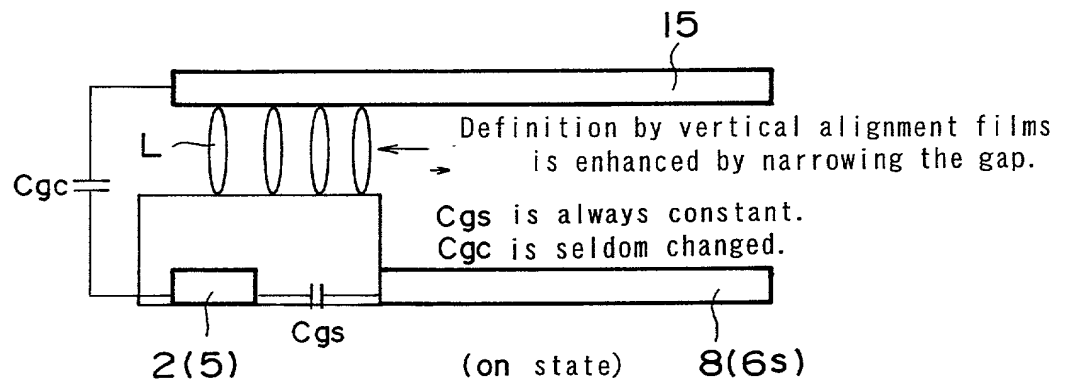 15
L
Definition by vertical alignment films
is enhanced by narrowing the gap.
Cgc
Cgs is always constant.
Cgc is seldom changed.
Cgs
2(5)
(on state)
8(6s)